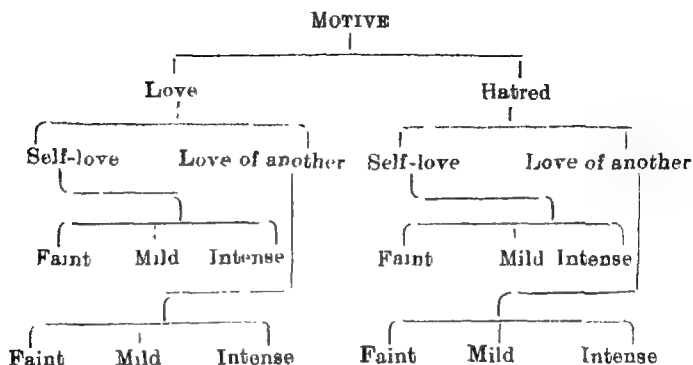 MOTIVE
Love Hatred
Self-love Love of another Self-love Love of another
Faint Mild Intense Faint Mild Intense
Faint Mild Intense Faint Mild Intense